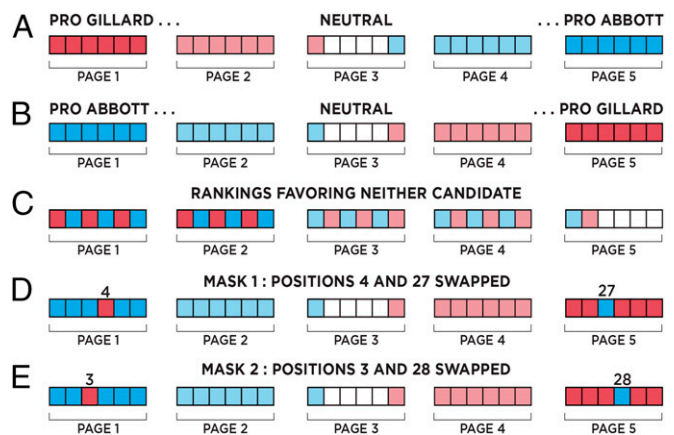 A PRO GILLARD . . . NEUTRAL . . . PRO ABBOTT
PAGE 1 PAGE 2 PAGE 3 PAGE 4 PAGE 5
B PRO ABBOTT . . . NEUTRAL . . . PRO GILLARD
PAGE 1 PAGE 2 PAGE 3 PAGE 4 PAGE 5
C RANKINGS FAVORING NEITHER CANDIDATE
PAGE 1 PAGE 2 PAGE 3 PAGE 4 PAGE 5
D MASK 1 : POSITIONS 4 AND 27 SWAPPED
4 27
PAGE 1 PAGE 2 PAGE 3 PAGE 4 PAGE 5
E MASK 2 : POSITIONS 3 AND 28 SWAPPED
3 28
PAGE 1 PAGE 2 PAGE 3 PAGE 4 PAGE 5